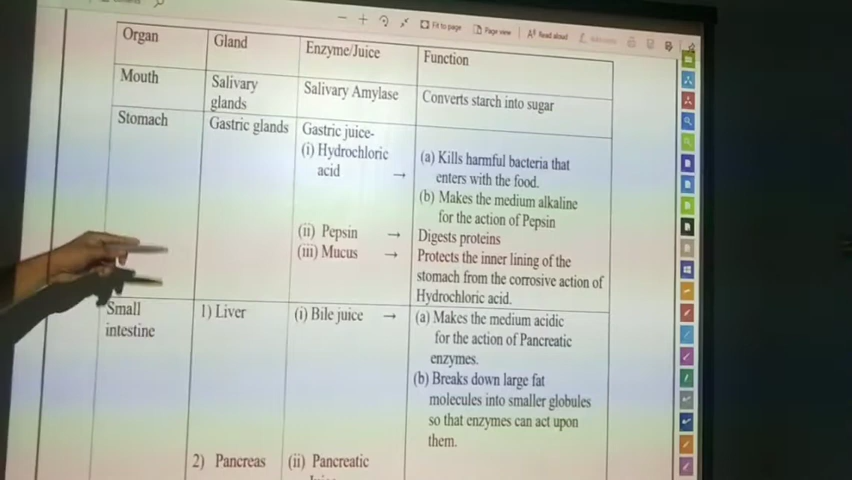 Fit to page
Page view
Read aloud
Organ
Gland
Enzyme/Juice
Function
Mouth
Salivary
glands
Salivary Amylase
Converts starch into sugar
Stomach
Gastric glands
Gastric juice-
(i) Hydrochloric
acid →
(a) Kills harmful bacteria that
enters with the food.
(b) Makes the medium alkaline
for the action of Pepsin
(ii) Pepsin →
Digests proteins
(iii) Mucus →
Protects the inner lining of the
stomach from the corrosive action of
Hydrochloric acid.
Small
intestine
1) Liver
(i) Bile juice →
(a) Makes the medium acidic
for the action of Pancreatic
enzymes.
(b) Breaks down large fat
molecules into smaller globules
so that enzymes can act upon
them.
2) Pancreas
(ii) Pancreatic